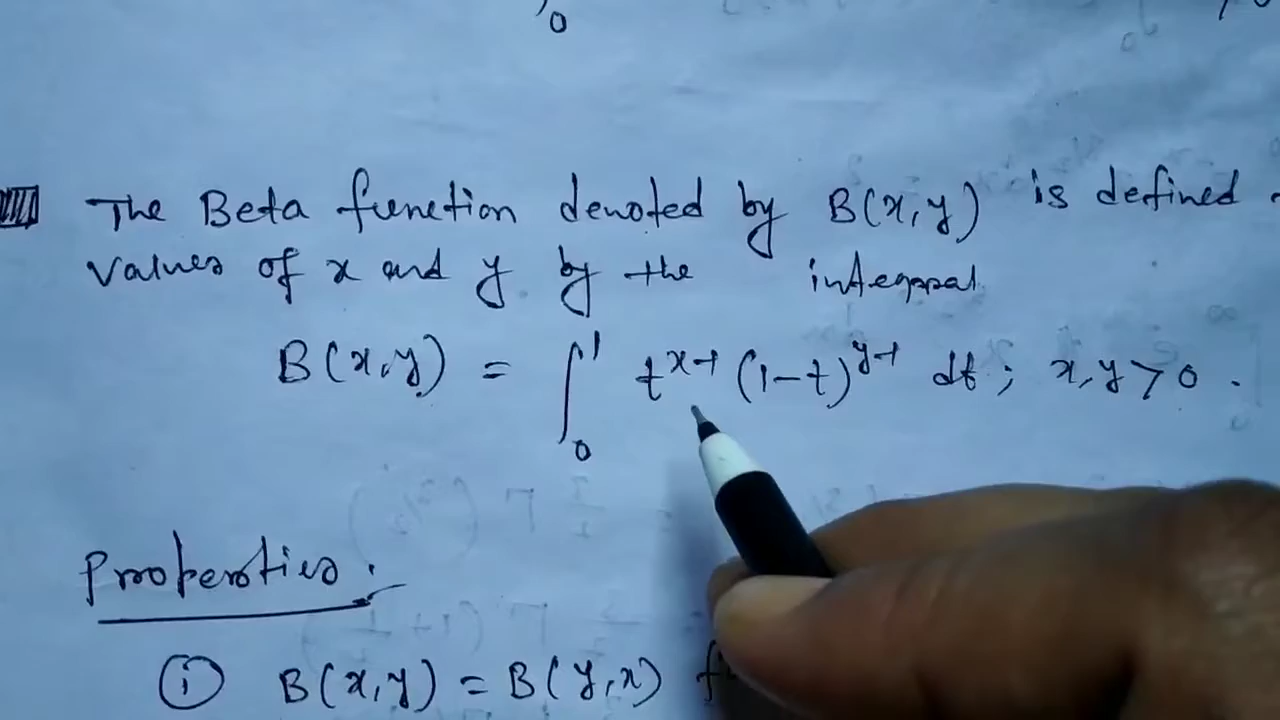 0
The Beta function denoted by B(x,y) is defined
values of x and y by the integral
B(x,y) = ∫₀¹ t^{x-1} (1-t)^{y-1} dt; x,y > 0.
Properties.
(i) B(x,y) = B(y,x)